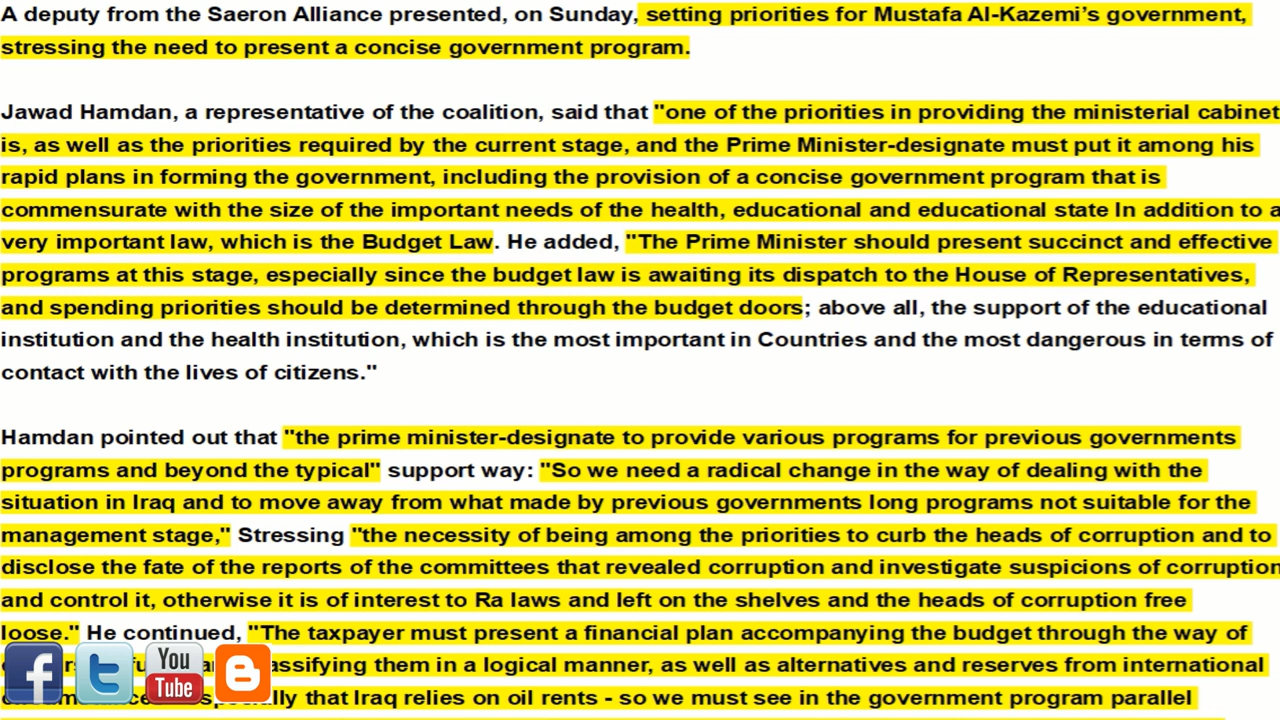 A deputy from the Saeron Alliance presented, on Sunday, setting priorities for Mustafa Al-Kazemi's government,
stressing the need to present a concise government program.
Jawad Hamdan, a representative of the coalition, said that "one of the priorities in providing the ministerial cabinet
is, as well as the priorities required by the current stage, and the Prime Minister-designate must put it among his
rapid plans in forming the government, including the provision of a concise government program that is
commensurate with the size of the important needs of the health, educational and educational state In addition to a
very important law, which is the Budget Law. He added, "The Prime Minister should present succinct and effective
programs at this stage, especially since the budget law is awaiting its dispatch to the House of Representatives,
and spending priorities should be determined through the budget doors; above all, the support of the educational
institution and the health institution, which is the most important in Countries and the most dangerous in terms of
contact with the lives of citizens."
Hamdan pointed out that "the prime minister-designate to provide various programs for previous governments
programs and beyond the typical" support way: "So we need a radical change in the way of dealing with the
situation in Iraq and to move away from what made by previous governments long programs not suitable for the
management stage," Stressing "the necessity of being among the priorities to curb the heads of corruption and to
disclose the fate of the reports of the committees that revealed corruption and investigate suspicions of corruption
and control it, otherwise it is of interest to Ra laws and left on the shelves and the heads of corruption free
loose." He continued, "The taxpayer must present a financial plan accompanying the budget through the way of
them in a logical manner, as well as alternatives and reserves from international
that Iraq relies on oil rents - so we must see in the government program parallel
You
Tube